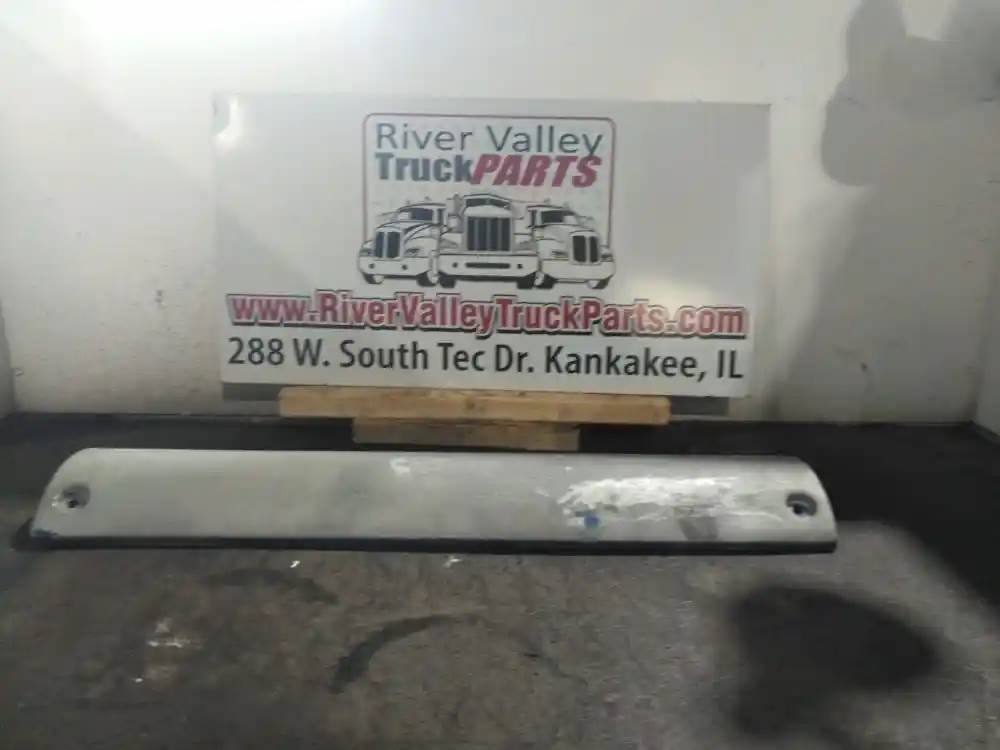 River Valley
TruckPARTS
www.RiverValleyTruckParts.com
288 W. South Tec Dr. Kankakee, IL